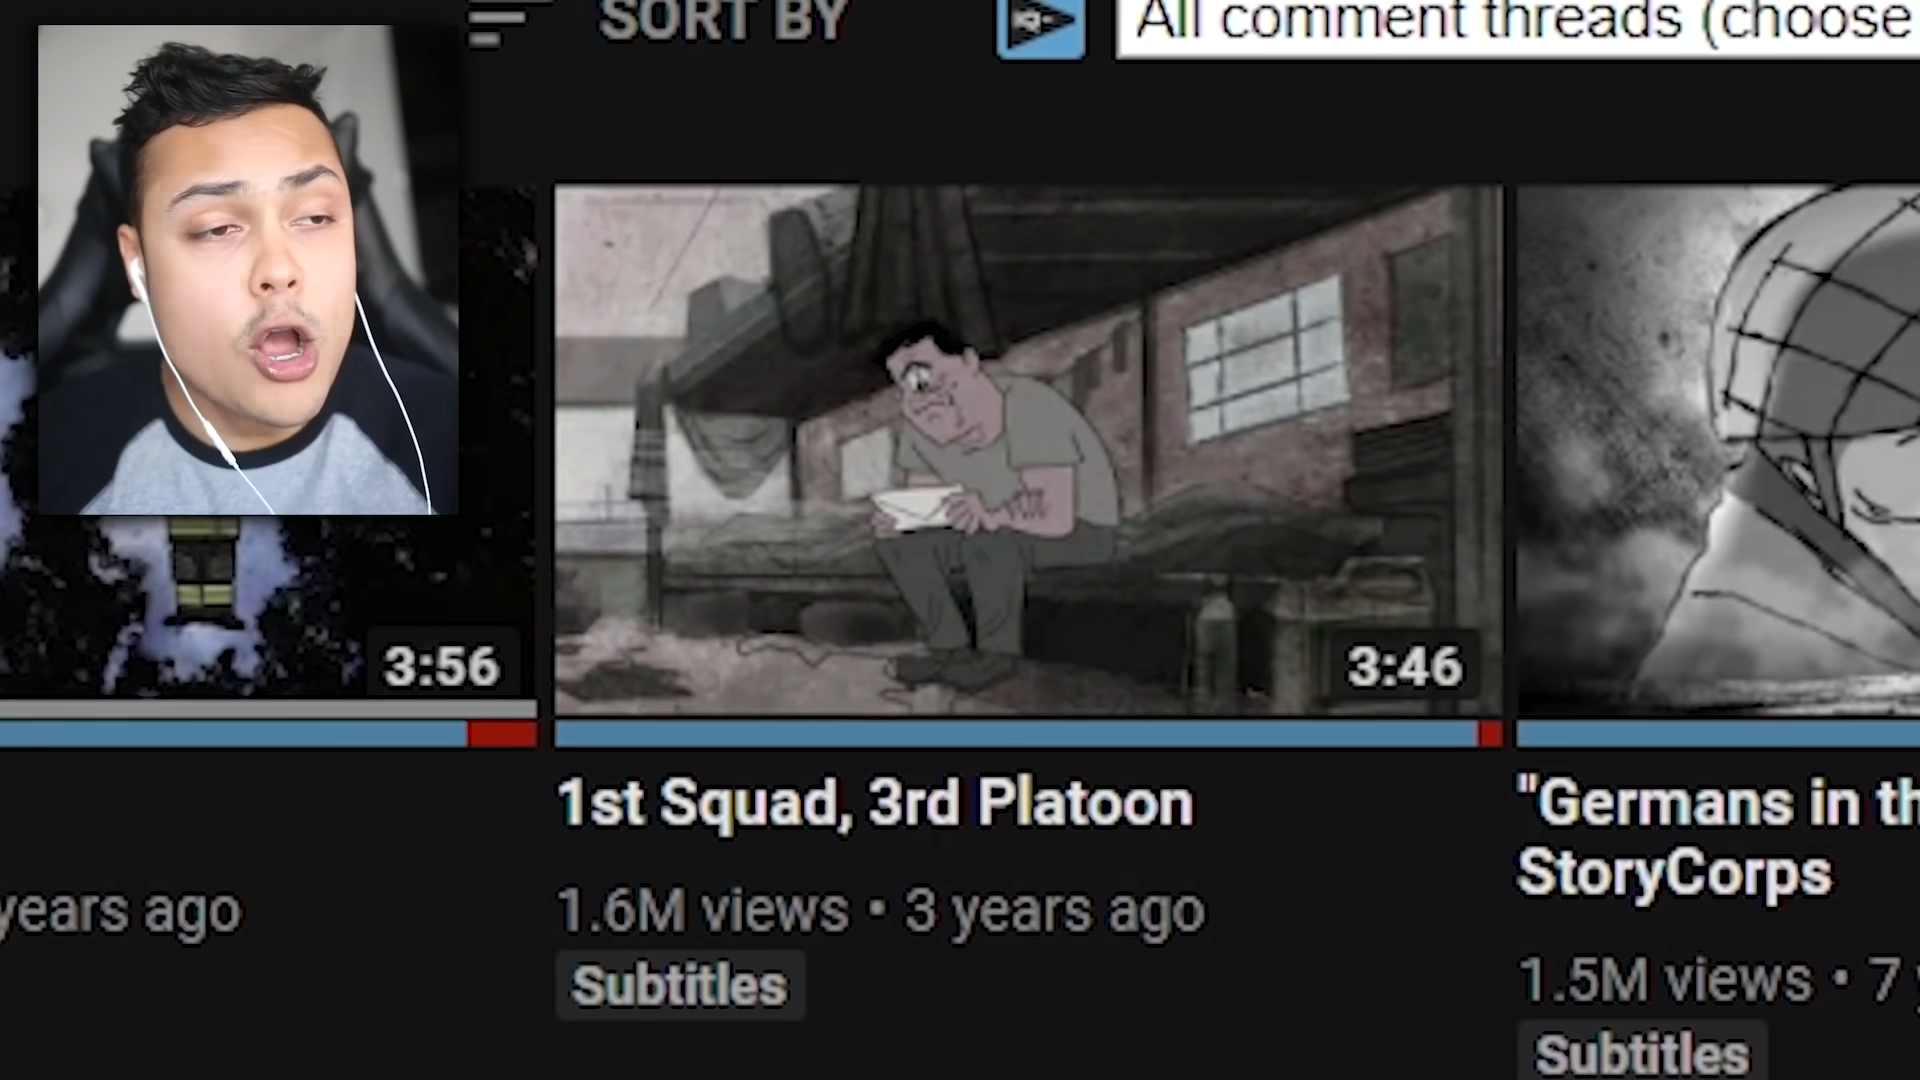 SORT BY
All comment threads (choose
3:56
3:46
1st Squad, 3rd Platoon
"Germans in th
StoryCorps
years ago
1.6M views • 3 years ago
1.5M views • 7
Subtitles
Subtitles